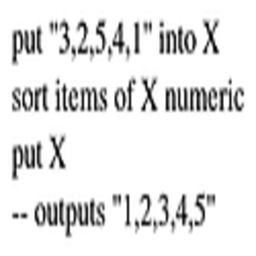 put "3,2,5,4,1" into X
sort items of X numeric
put X
-- outputs "1,2,3,4,5"